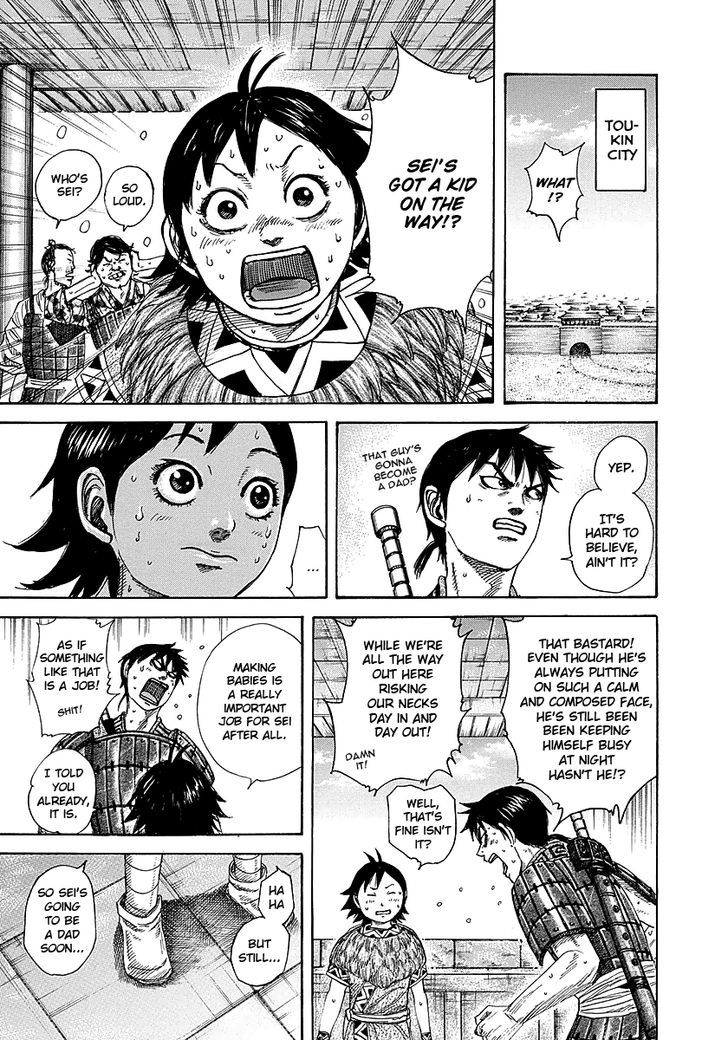 TOU-
KIN
CITY
WHAT
!?
SEI'S
GOT A KID
ON THE
WAY!?
SO
LOUD.
WHO'S
SEI?
YEP.
IT'S
HARD TO
BELIEVE,
AIN'T IT?
THAT GUY'S
GONNA
BECOME
A DAD?
...
THAT BASTARD!
EVEN THOUGH HE'S
ALWAYS PUTTING
ON SUCH A CALM
AND COMPOSED FACE,
HE'S STILL BEEN
BEEN KEEPING
HIMSELF BUSY
AT NIGHT
HASN'T HE!?
WHILE WE'RE
ALL THE WAY
OUT HERE
RISKING
OUR NECKS
DAY IN AND
DAY OUT!
DAMN
IT!
WELL,
THAT'S
FINE ISN'T
IT?
MAKING
BABIES IS
A REALLY
IMPORTANT
JOB FOR SEI
AFTER ALL.
AS IF
SOMETHING
LIKE THAT
IS A JOB!
SHIT!
I TOLD
YOU
ALREADY,
IT IS.
HA
HA
BUT
STILL...
SO SEI'S
GOING
TO BE
A DAD
SOON...